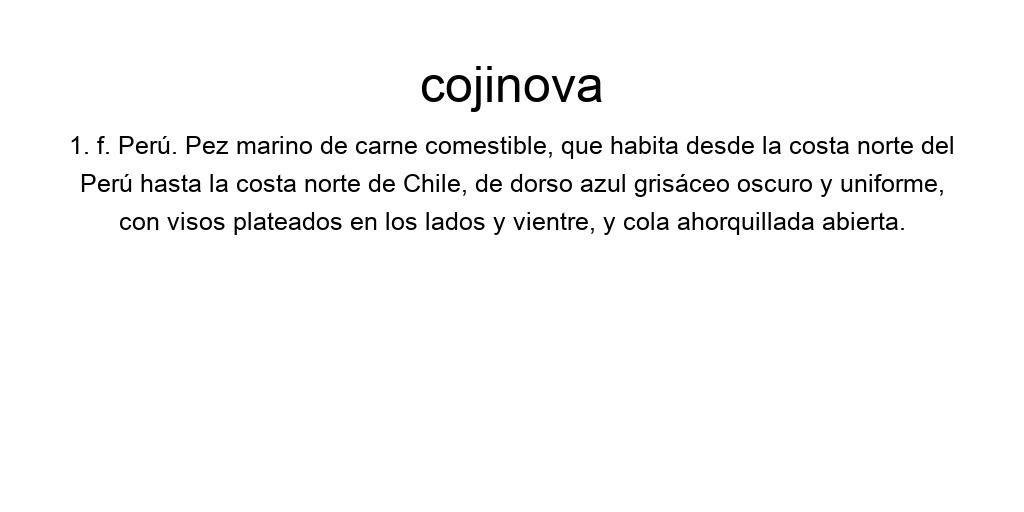 cojinova
1. f. Perú. Pez marino de carne comestible, que habita desde la costa norte del
Perú hasta la costa norte de Chile, de dorso azul grisáceo oscuro y uniforme,
con visos plateados en los lados y vientre, y cola ahorquillada abierta.